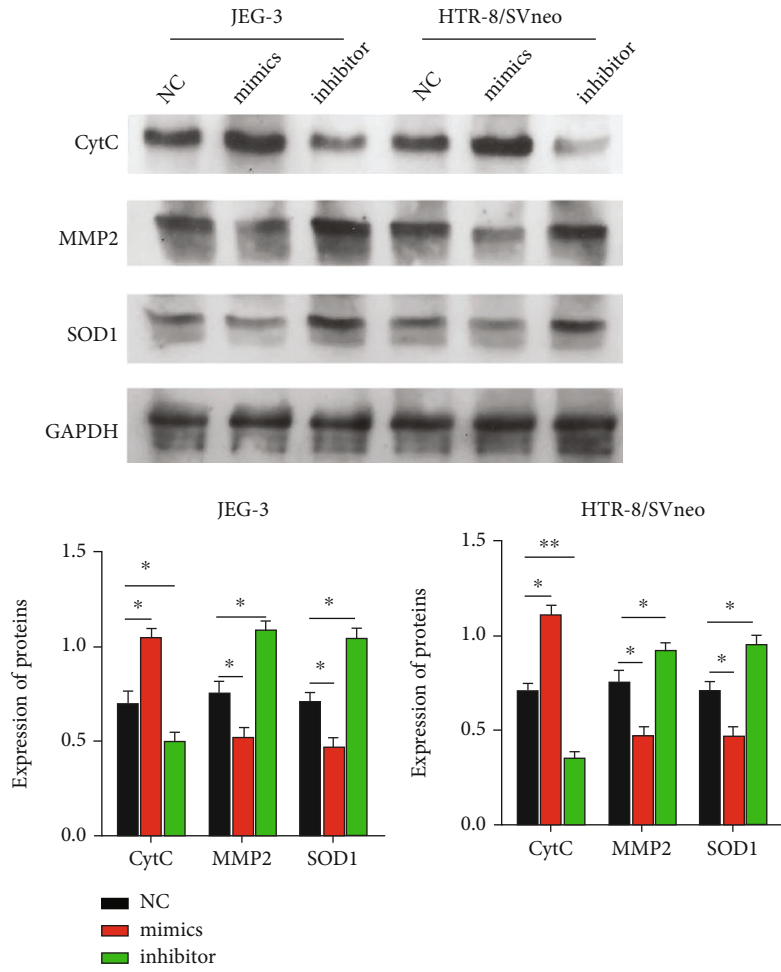 JEG-3 HTR-8/SVneo
NC mimics inhibitor NC mimics inhibitor
CytC
MMP2
SOD1
GAPDH
JEG-3
1.5
1.0
0.5
0.0
Expression of proteins
* * * * * *
CytC MMP2 SOD1
HTR-8/SVneo
1.5
1.0
0.5
0.0
Expression of proteins
** * * * * *
CytC MMP2 SOD1
NC
mimics
inhibitor